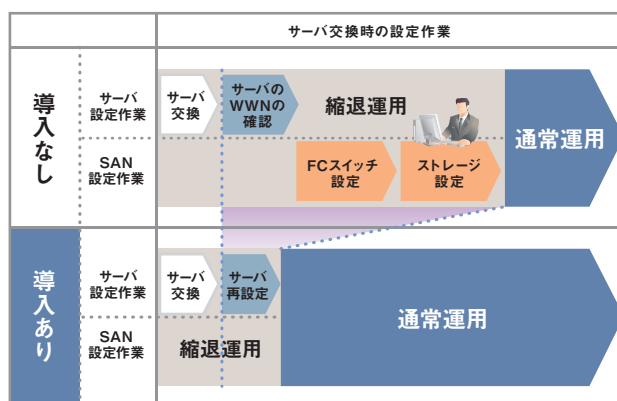 サーバ交換時の設定作業
導入なし
サーバ
設定作業
サーバ
交換
サーバの
WWNの
確認
縮退運用
通常運用
SAN
設定作業
FCスイッチ
設定
ストレージ
設定
導入あり
サーバ
設定作業
サーバ
交換
サーバ
再設定
通常運用
SAN
設定作業
縮退運用